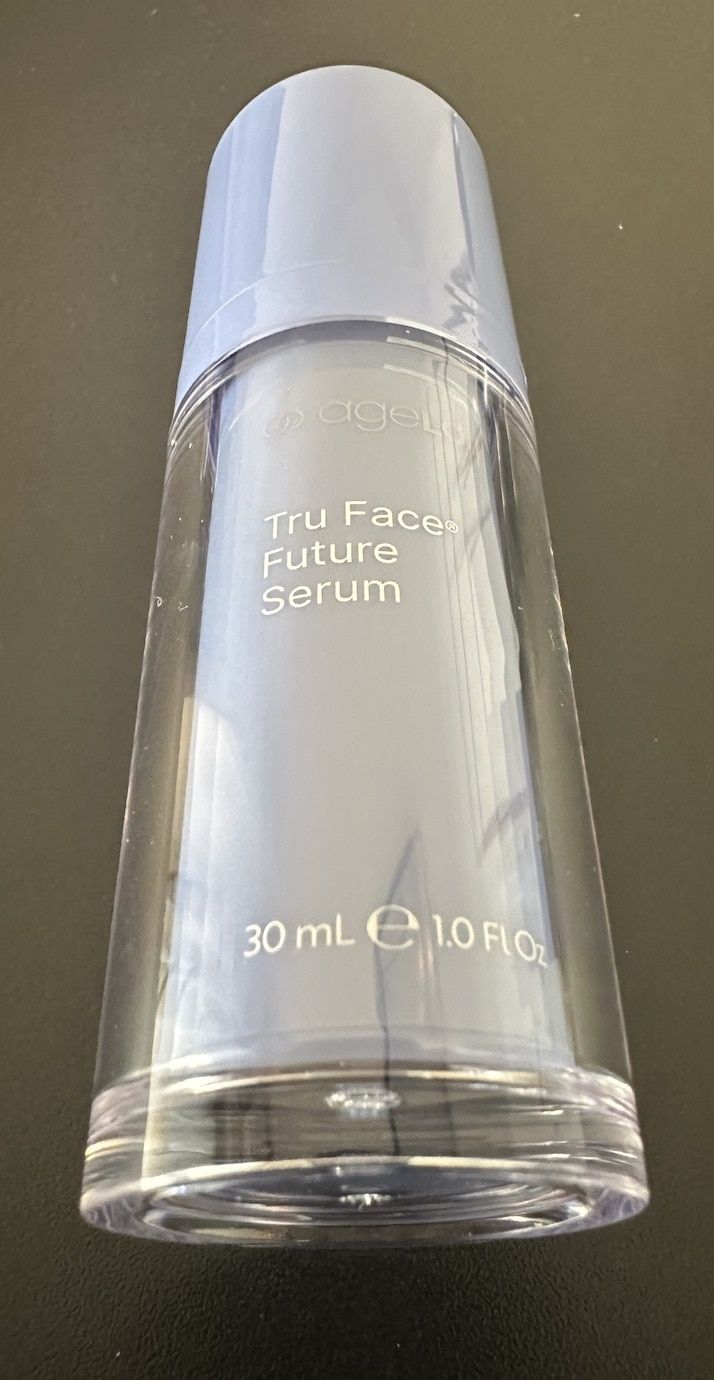 Tru Face®
Future
Serum
30 mL ℮ 1.0 Fl Oz